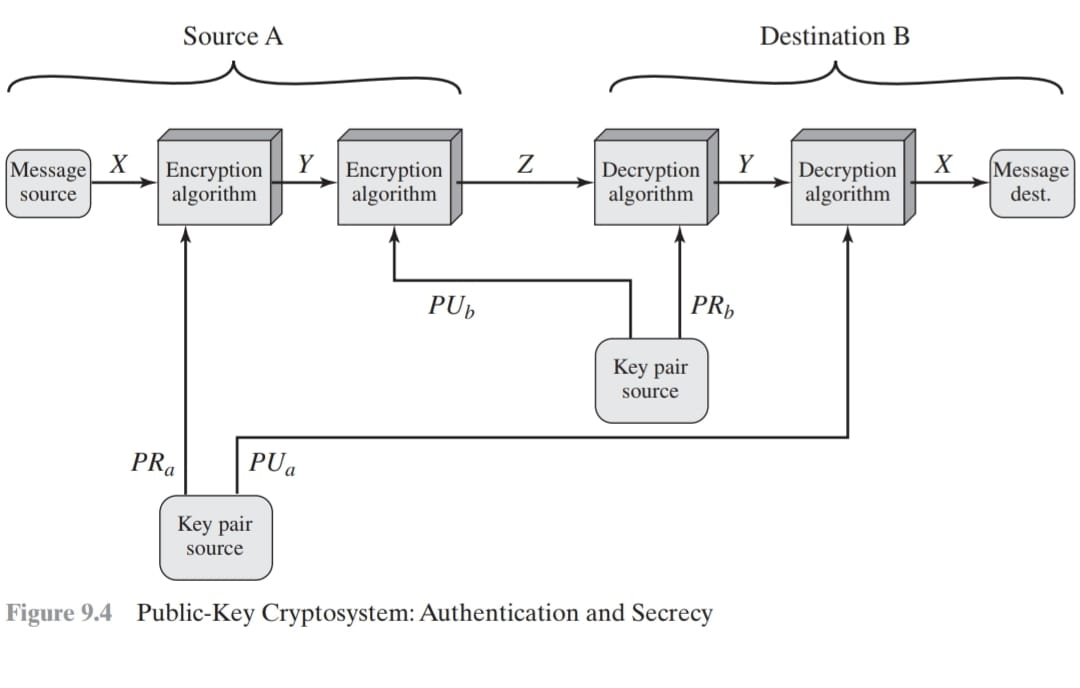 Source A
Destination B
Message
source
X
Encryption
algorithm
Y
Encryption
algorithm
Z
Decryption
algorithm
Y
Decryption
algorithm
X
Message
dest.
PUb
PRb
Key pair
source
PRa
PUa
Key pair
source
Figure 9.4 Public-Key Cryptosystem: Authentication and Secrecy